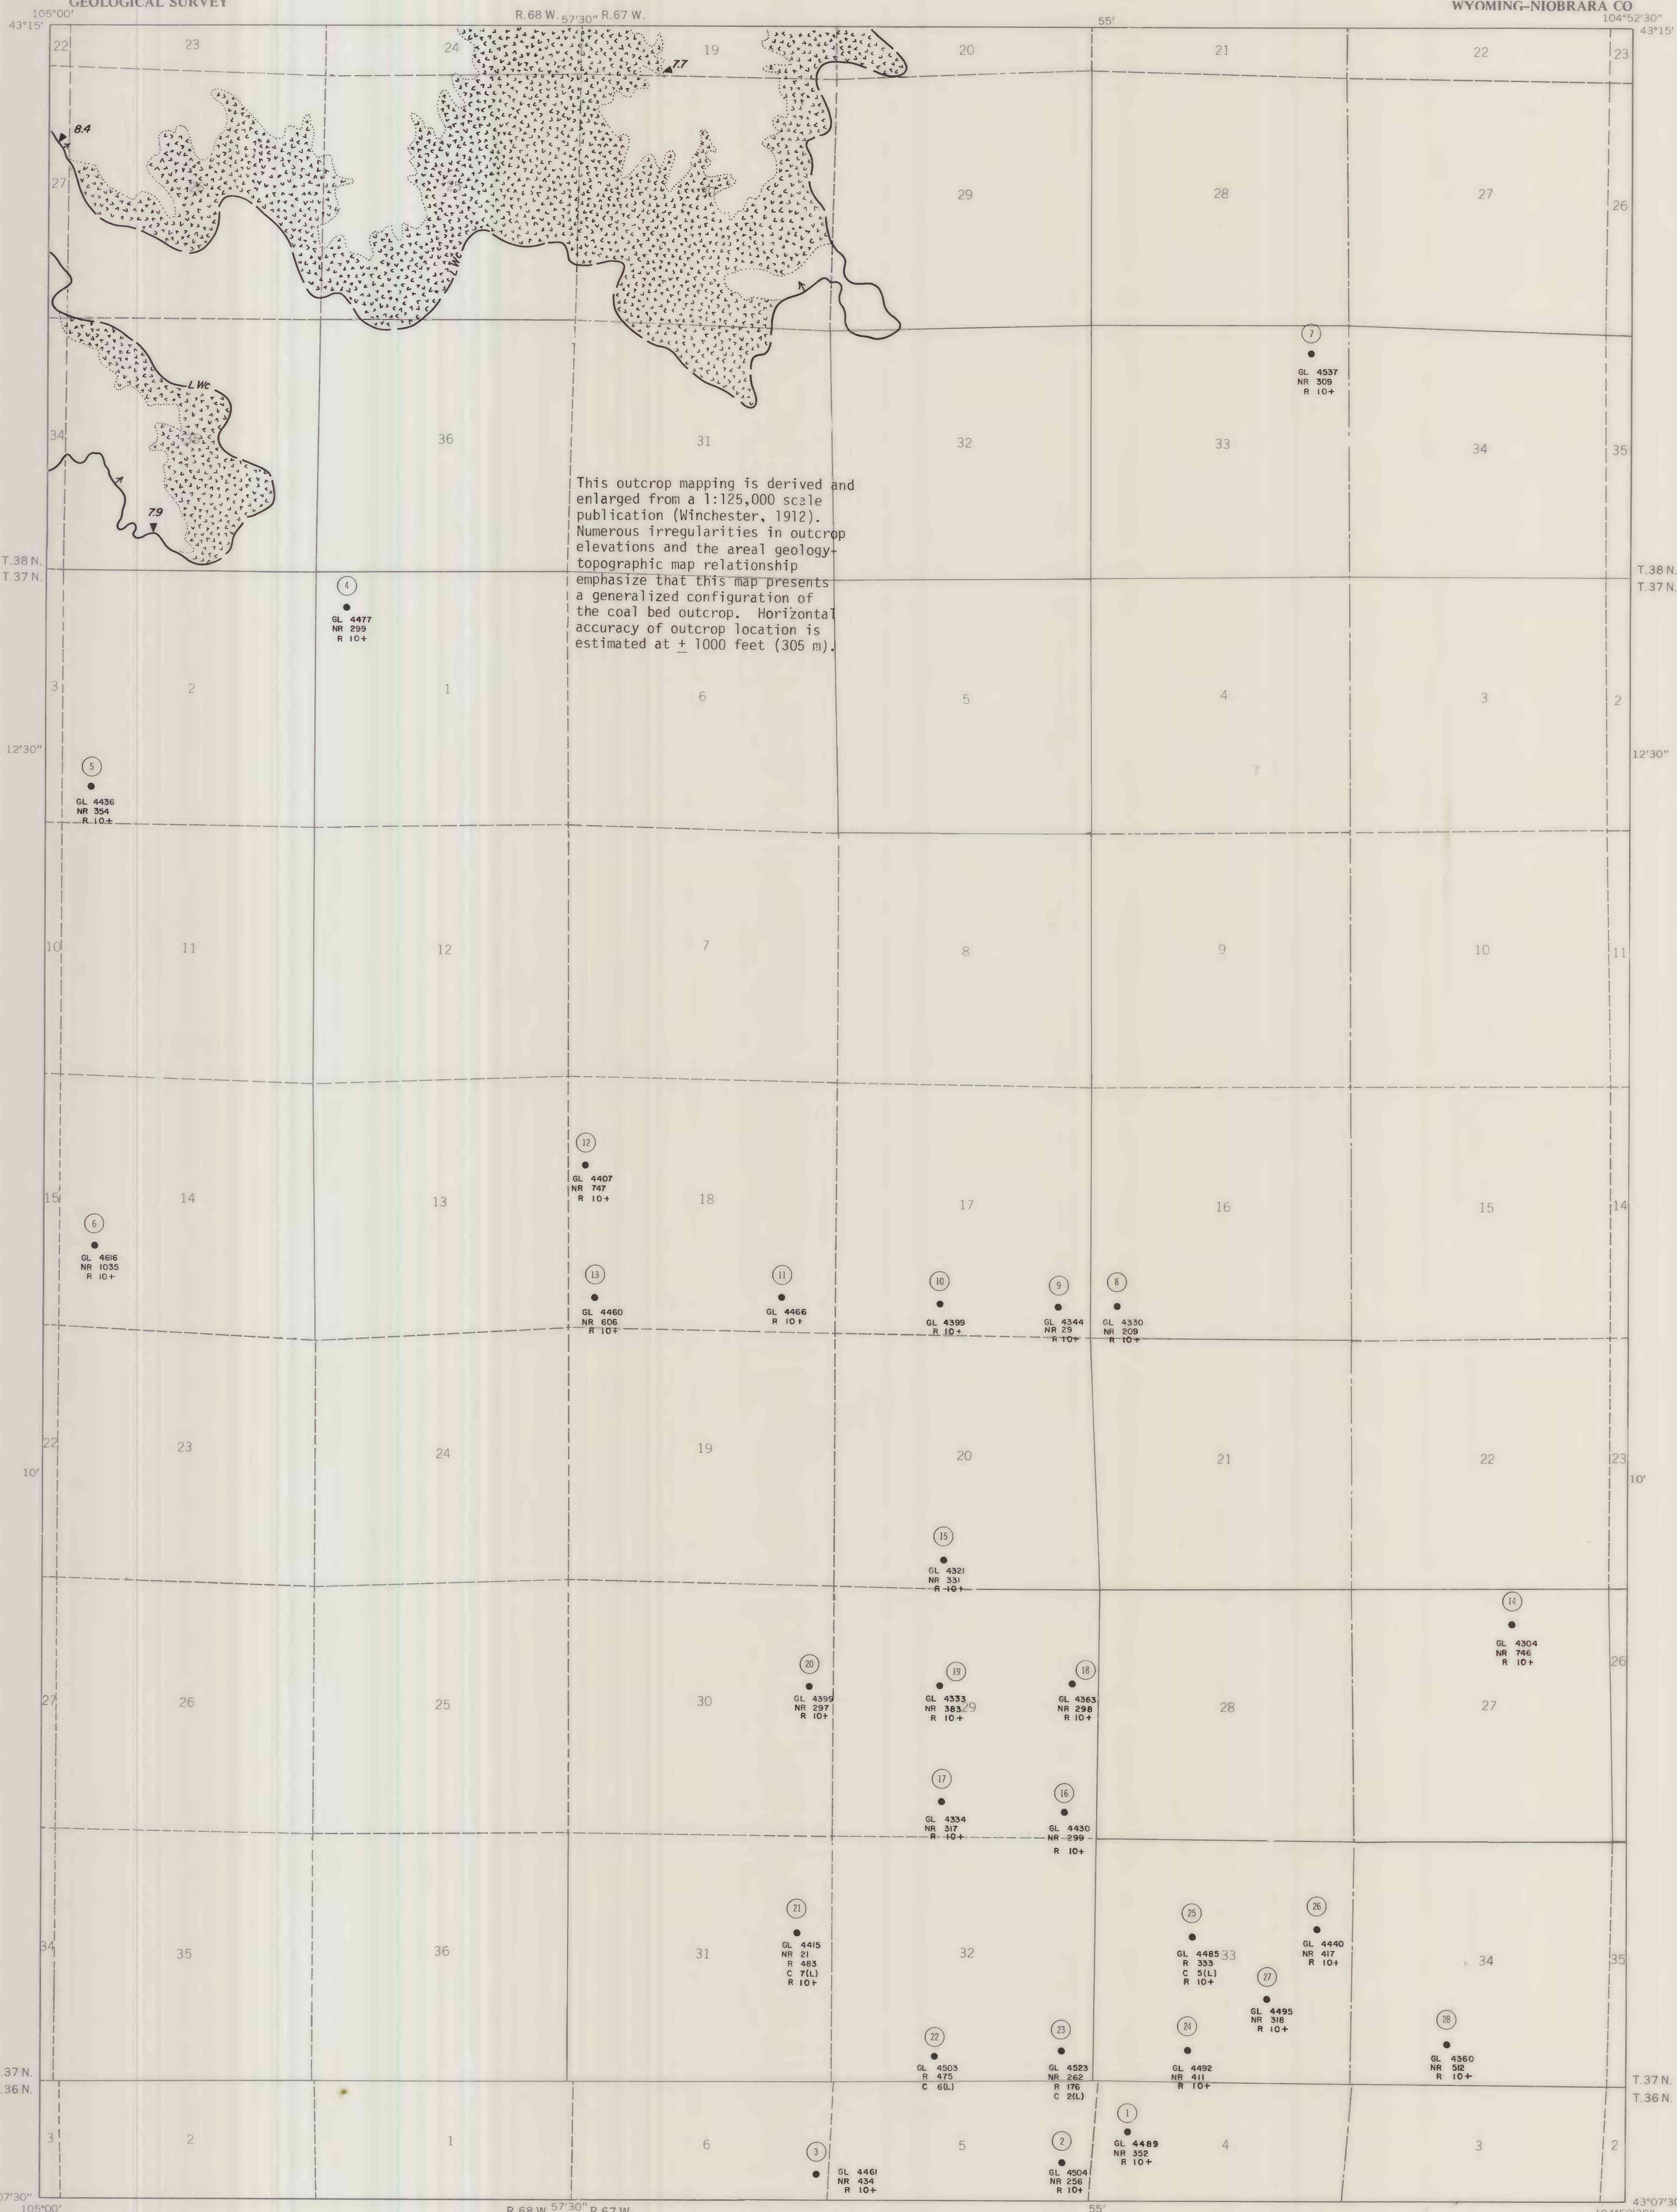 GEOLOGICAL SURVEY
WYOMING-NIOBRARA CO
105°00'
R. 68 W. 57'30" R. 67 W.
55'
104°52'30"
43°15'
43°15'
22
23
24
19
20
21
22
23
7.7
8.4
27
29
28
27
26
LWc
7
GL 4537
NR 309
R 10+
LWc
34
36
31
32
33
34
35
7.9
This outcrop mapping is derived and
enlarged from a 1:125,000 scale
publication (Winchester, 1912).
Numerous irregularities in outcrop
elevations and the areal geology-
topographic map relationship
emphasize that this map presents
a generalized configuration of
the coal bed outcrop. Horizontal
accuracy of outcrop location is
estimated at ± 1000 feet (305 m).
T. 38 N.
T. 37 N.
T. 38 N.
T. 37 N.
4
GL 4477
NR 299
R 10+
3
2
1
6
5
4
3
2
12'30"
12'30"
5
GL 4436
NR 354
R 10+
10
11
12
7
8
9
10
11
12
GL 4407
NR 747
R 10+
15
14
13
18
17
16
15
14
6
GL 4616
NR 1035
R 10+
13
GL 4460
NR 606
R 10+
11
GL 4466
R 10+
10
GL 4399
R 10+
9
GL 4344
NR 29
R 10+
8
GL 4330
NR 209
R 10+
22
23
24
19
20
21
22
23
10'
10'
15
GL 4321
NR 331
R 10+
14
GL 4304
NR 746
R 10+
20
GL 4399
NR 297
R 10+
19
GL 4333
NR 383
R 10+
18
GL 4363
NR 298
R 10+
27
26
25
30
29
28
27
26
17
GL 4334
NR 317
R 10+
16
GL 4430
NR 299
R 10+
21
GL 4415
NR 21
R 483
C 7(L)
R 10+
25
GL 4485
R 333
C 5(L)
R 10+
26
GL 4440
NR 417
R 10+
34
35
36
31
32
33
34
35
27
GL 4495
NR 318
R 10+
22
GL 4503
R 475
C 6(L)
23
GL 4523
NR 262
R 176
C 2(L)
24
GL 4492
NR 411
R 10+
28
GL 4360
NR 512
R 10+
.37 N.
.36 N.
T. 37 N.
T. 36 N.
1
GL 4489
NR 352
R 10+
3
2
1
6
5
4
3
2
3
GL 4461
NR 434
R 10+
2
GL 4504
NR 256
R 10+
07'30"
43°07'30
105°00'
R. 68 W. 57'30" R. 67 W.
55'